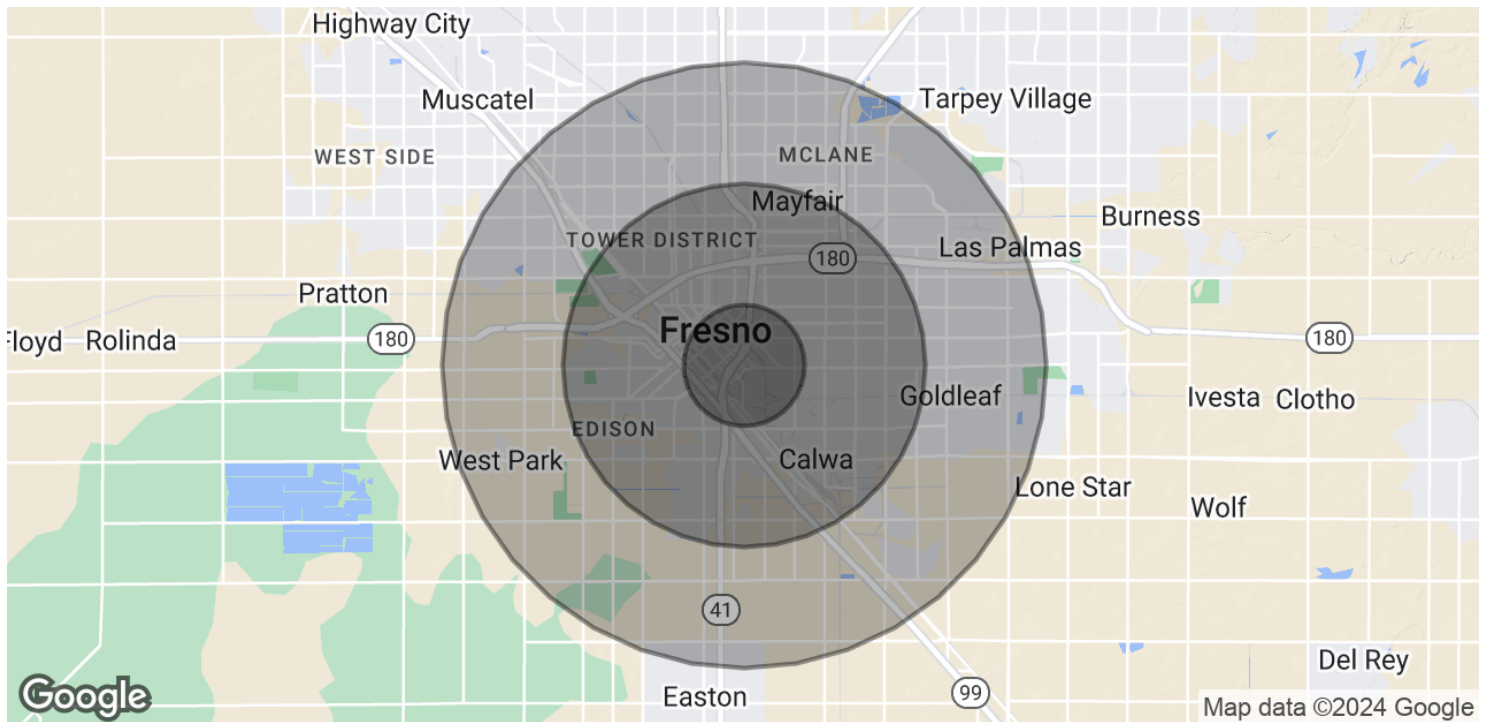 Highway City
Muscatel
Tarpey Village
WEST SIDE
MCLANE
Mayfair
Burness
TOWER DISTRICT
Las Palmas
180
Pratton
Fresno
Floyd
Rolinda
180
180
Goldleaf
Ivesta
Clotho
EDISON
West Park
Calwa
Lone Star
Wolf
41
Del Rey
Easton
99
Google
Map data ©2024 Google